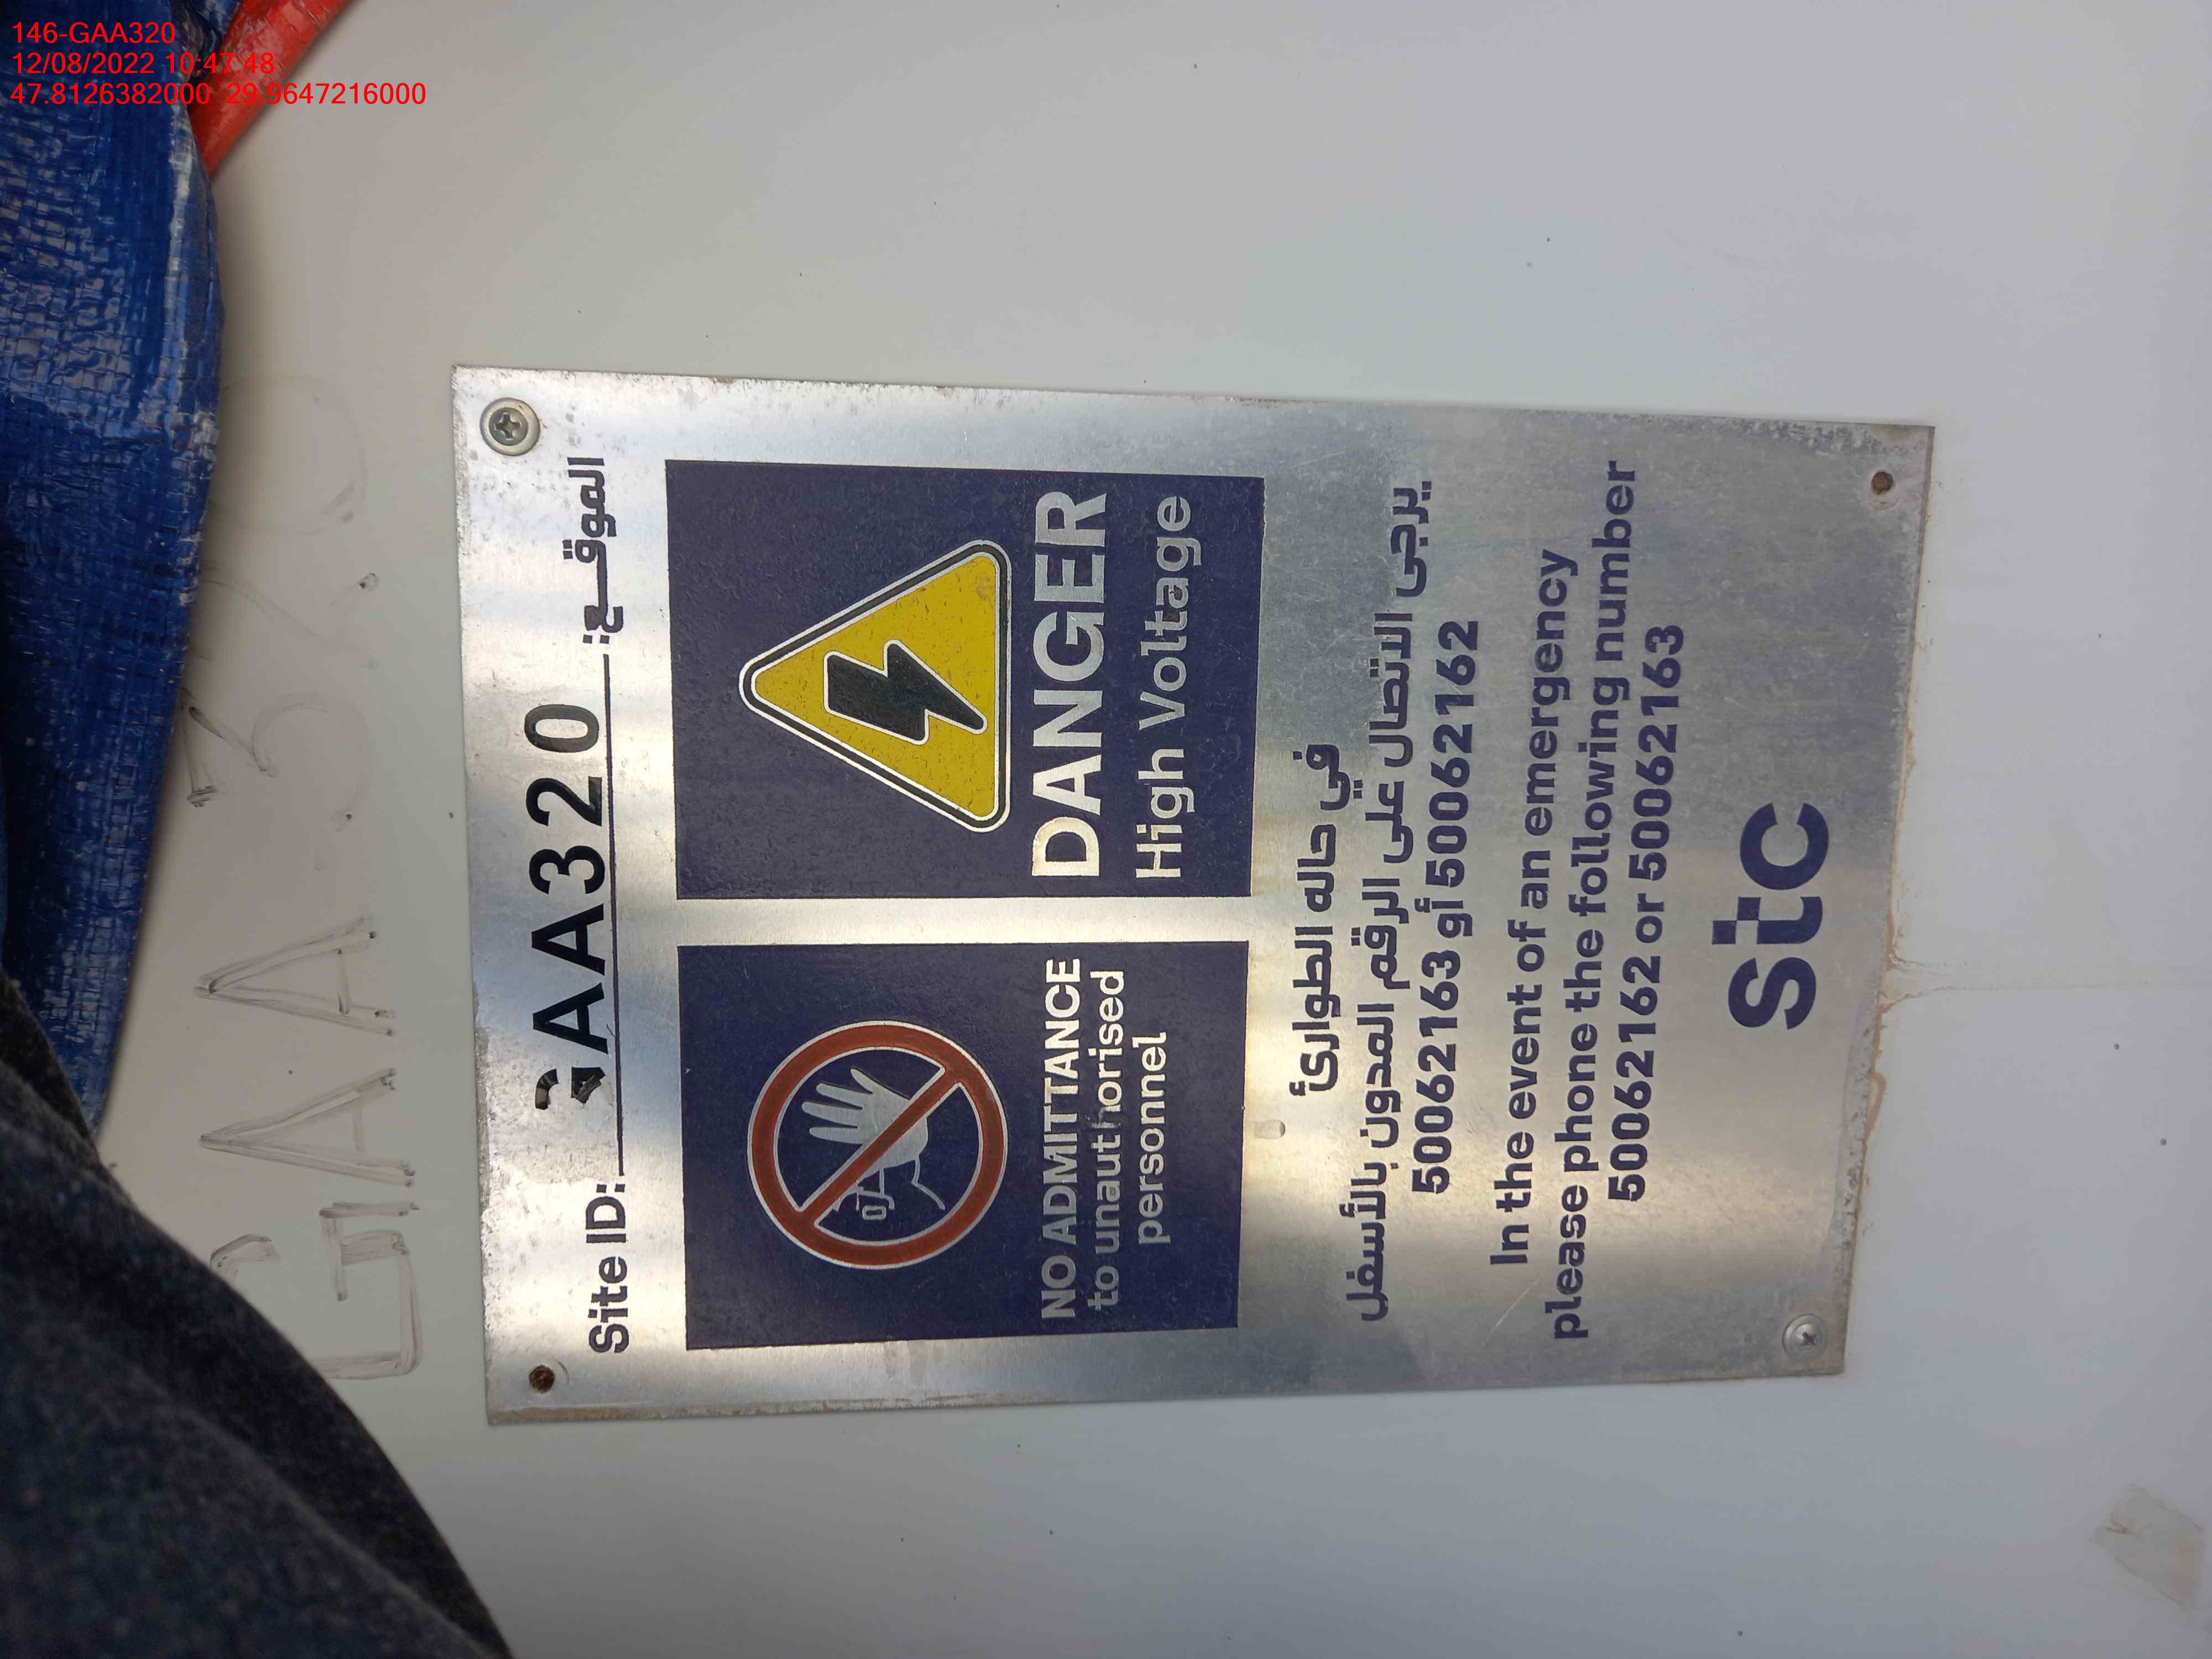 146-GAA320
12/08/2022 10:47:48
47.8126382000 29.9647216000
GAA 320
Site ID: GAA320 الموقع:
NO ADMITTANCE
to unauthorised
personnel
DANGER
High Voltage
في حاله الطوارئ
يرجى الاتصال على الرقم المدون بالأسفل
50062163 أو 50062162
In the event of an emergency
please phone the following number
50062162 or 50062163
stc